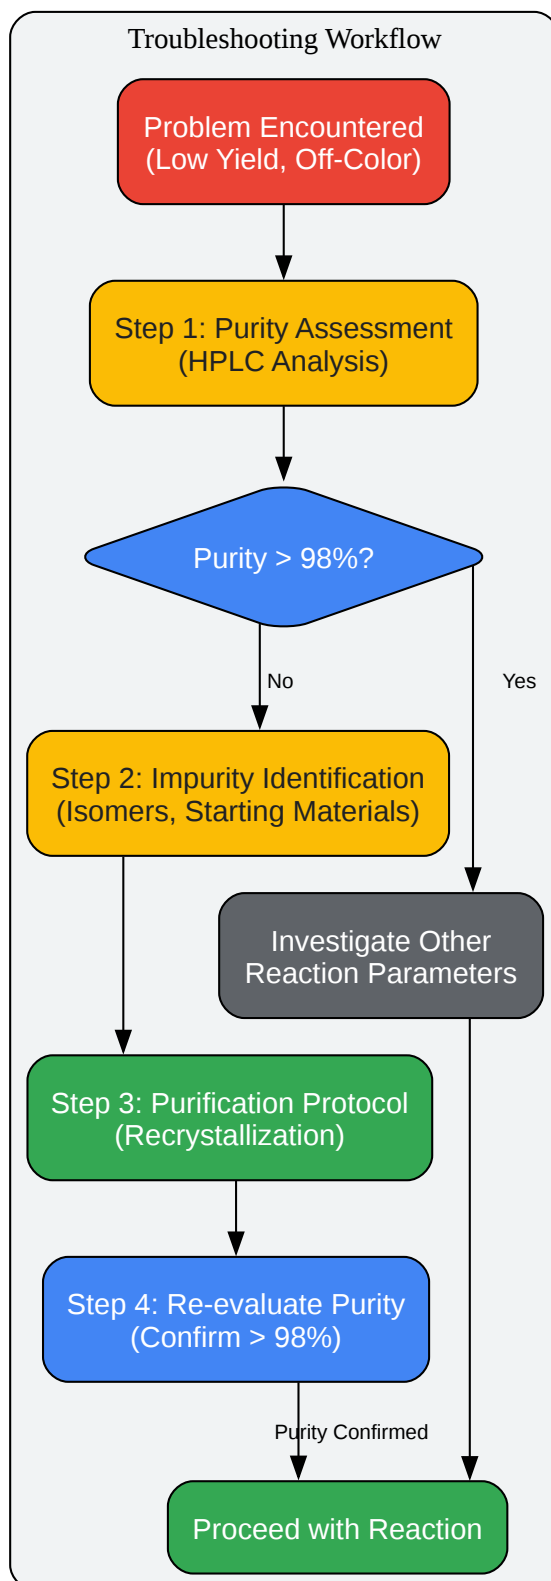 Troubleshooting Workflow
Problem Encountered
(Low Yield, Off-Color)
Step 1: Purity Assessment
(HPLC Analysis)
Purity > 98%?
No
Yes
Step 2: Impurity Identification
(Isomers, Starting Materials)
Investigate Other
Reaction Parameters
Step 3: Purification Protocol
(Recrystallization)
Step 4: Re-evaluate Purity
(Confirm > 98%)
Purity Confirmed
Proceed with Reaction